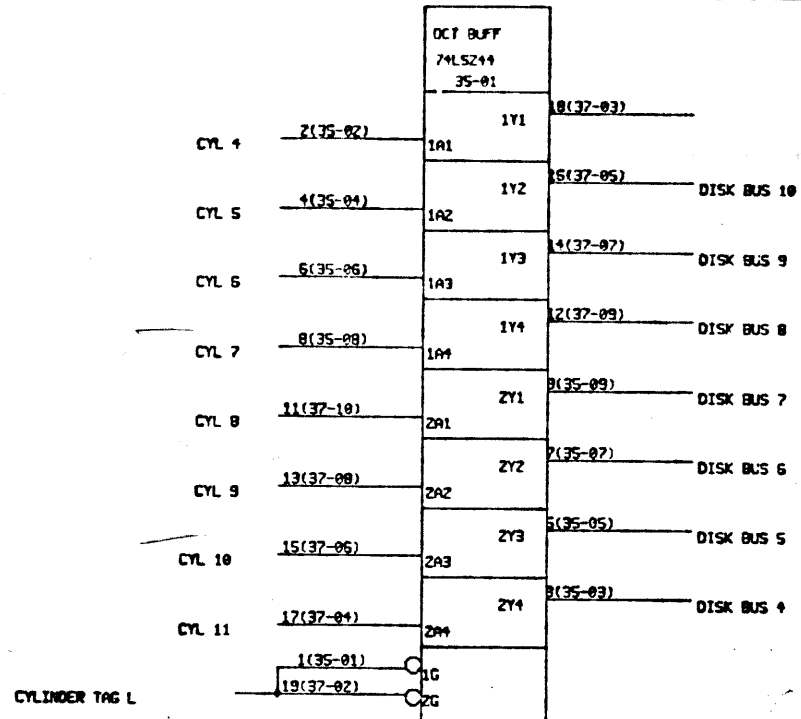 OCT BUFF
74LS244
35-01
18(37-03)
1Y1
2(35-02)
CYL 4
1A1
16(37-05)
1Y2
DISK BUS 10
4(35-04)
CYL 5
1A2
14(37-07)
1Y3
DISK BUS 9
6(35-06)
CYL 6
1A3
12(37-09)
1Y4
DISK BUS 8
8(35-08)
CYL 7
1A4
9(35-09)
2Y1
DISK BUS 7
11(37-10)
CYL 8
2A1
7(35-07)
2Y2
DISK BUS 6
13(37-08)
CYL 9
2A2
5(35-05)
2Y3
DISK BUS 5
15(37-06)
CYL 10
2A3
3(35-03)
2Y4
DISK BUS 4
17(37-04)
CYL 11
2A4
1(35-01)
1G
19(37-02)
CYLINDER TAG L
2G